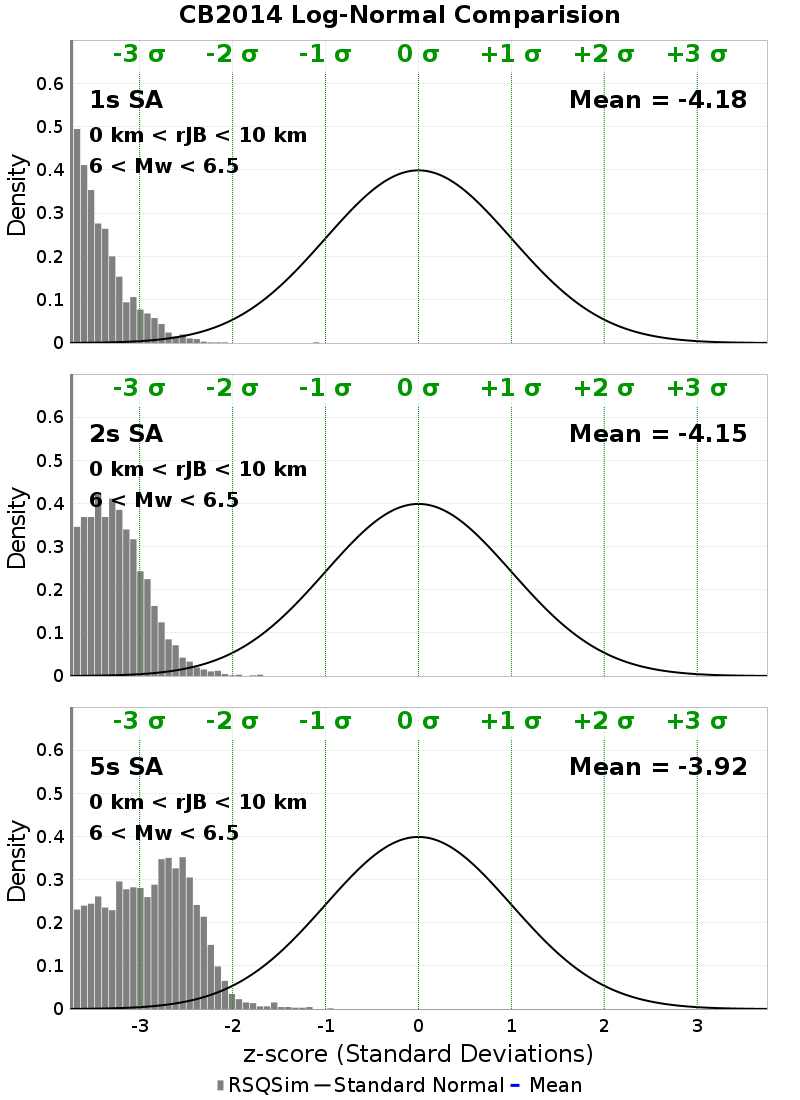 CB2014 Log-Normal Comparision
-3 σ -2 σ -1 σ 0 σ +1 σ +2 σ +3 σ
1s SA
Mean = -4.18
0 km < rJB < 10 km
6 < Mw < 6.5
Density
0.6
0.5
0.4
0.3
0.2
0.1
0
-3 σ -2 σ -1 σ 0 σ +1 σ +2 σ +3 σ
2s SA
Mean = -4.15
0 km < rJB < 10 km
6 < Mw < 6.5
Density
0.6
0.5
0.4
0.3
0.2
0.1
0
-3 σ -2 σ -1 σ 0 σ +1 σ +2 σ +3 σ
5s SA
Mean = -3.92
0 km < rJB < 10 km
6 < Mw < 6.5
Density
0.6
0.5
0.4
0.3
0.2
0.1
0
-3 -2 -1 0 1 2 3
z-score (Standard Deviations)
RSQSim Standard Normal Mean